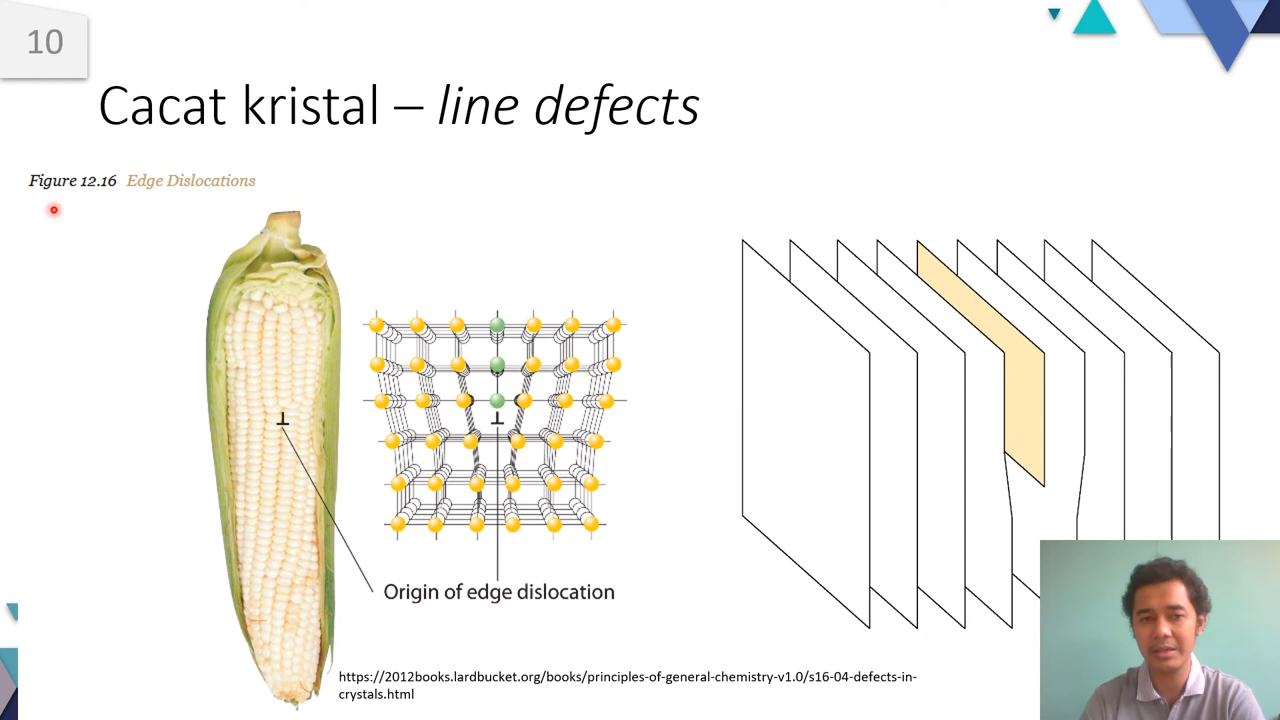 10
Cacat kristal – line defects
Figure 12.16 Edge Dislocations
⊥
⊥
Origin of edge dislocation
https://2012books.lardbucket.org/books/principles-of-general-chemistry-v1.0/s16-04-defects-in-
crystals.html